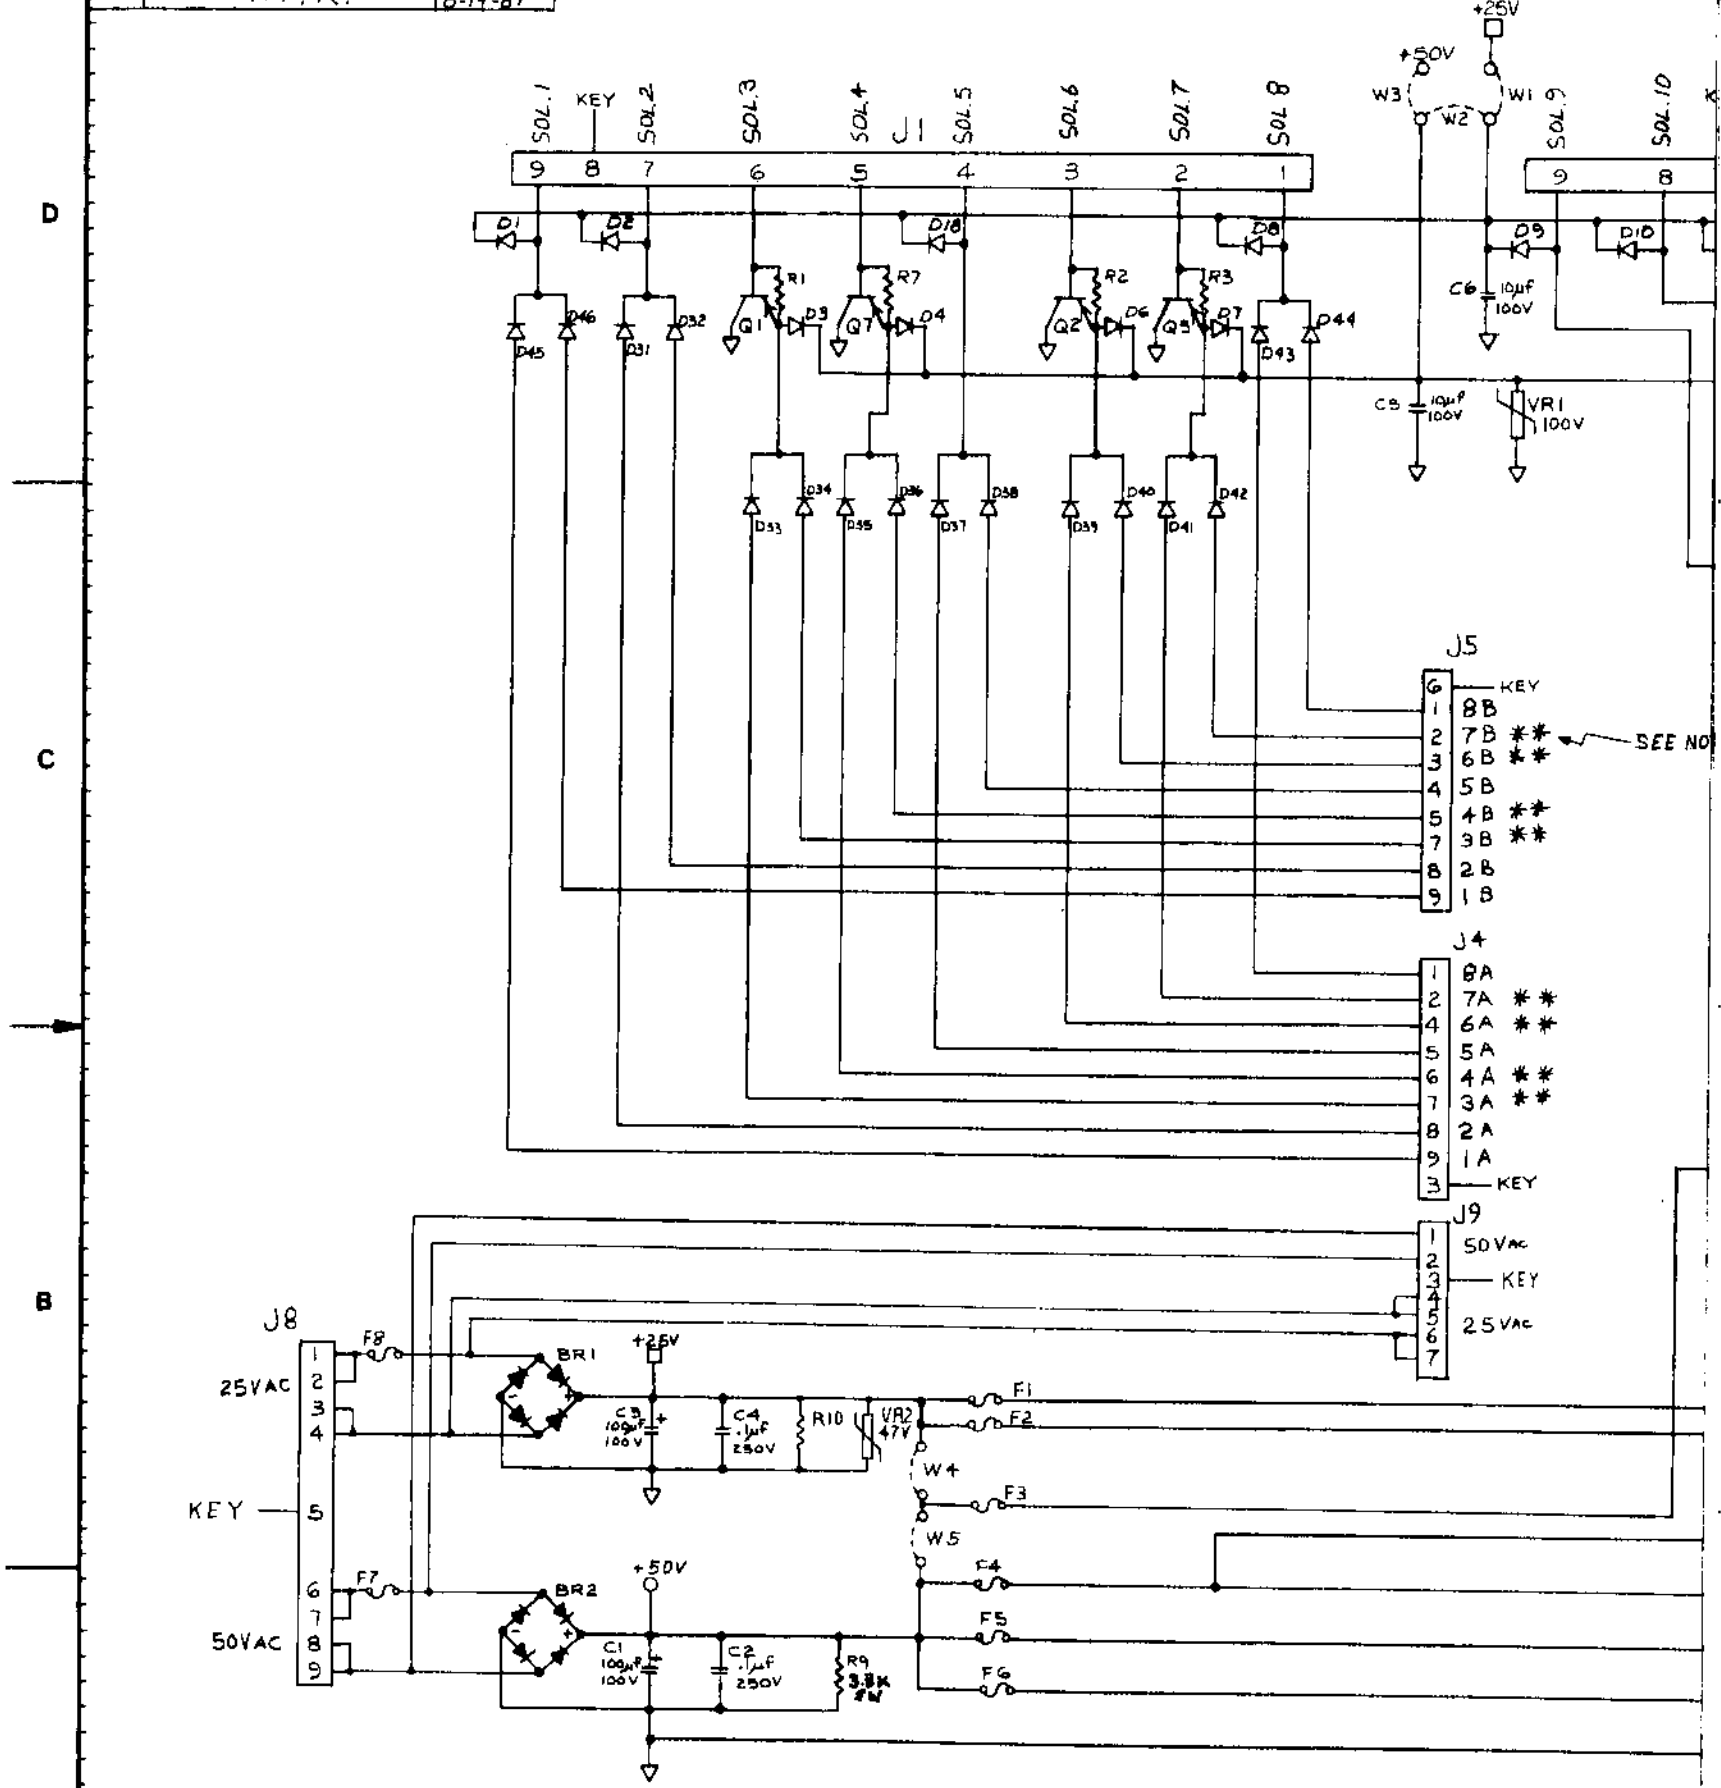 8-19-87
+25V
+50V
W3 W1
W2
SOL.1 KEY SOL.2 SOL.3 SOL.4 J1 SOL.5 SOL.6 SOL.7 SOL 8 SOL.9 SOL.10
9 8 7 6 5 4 3 2 1 9 8
D
D1 D2 D18 D8 D9 D10
R1 R7 R2 R3
C6 10µf
100V
Q1 D3 Q7 D4 Q2 D6 Q3 D7
D45 D46 D31 D32 D43 D44
C5 10µf
100V
VR1
100V
D33 D34 D35 D36 D37 D38 D39 D40 D41 D42
J5
6 KEY
1 8B
2 7B ** SEE NO
3 6B **
4 5B
5 4B **
7 3B **
8 2B
9 1B
C
J4
1 8A
2 7A **
4 6A **
5 5A
6 4A **
7 3A **
8 2A
9 1A
3 KEY
J9
1
50VAC
2
3 KEY
4
5
25VAC
6
7
B
J8
F8
1
25VAC 2
3
4
BR1
+25V
C3
100µf +
100V
C4
.1µf
250V
R10
VR2
47V
F1
F2
W4
F3
W5
KEY 5
6
7
50VAC 8
9
F7
BR2
+50V
C1
100µf +
100V
C2
.1µf
250V
R9
F4
F5
F6